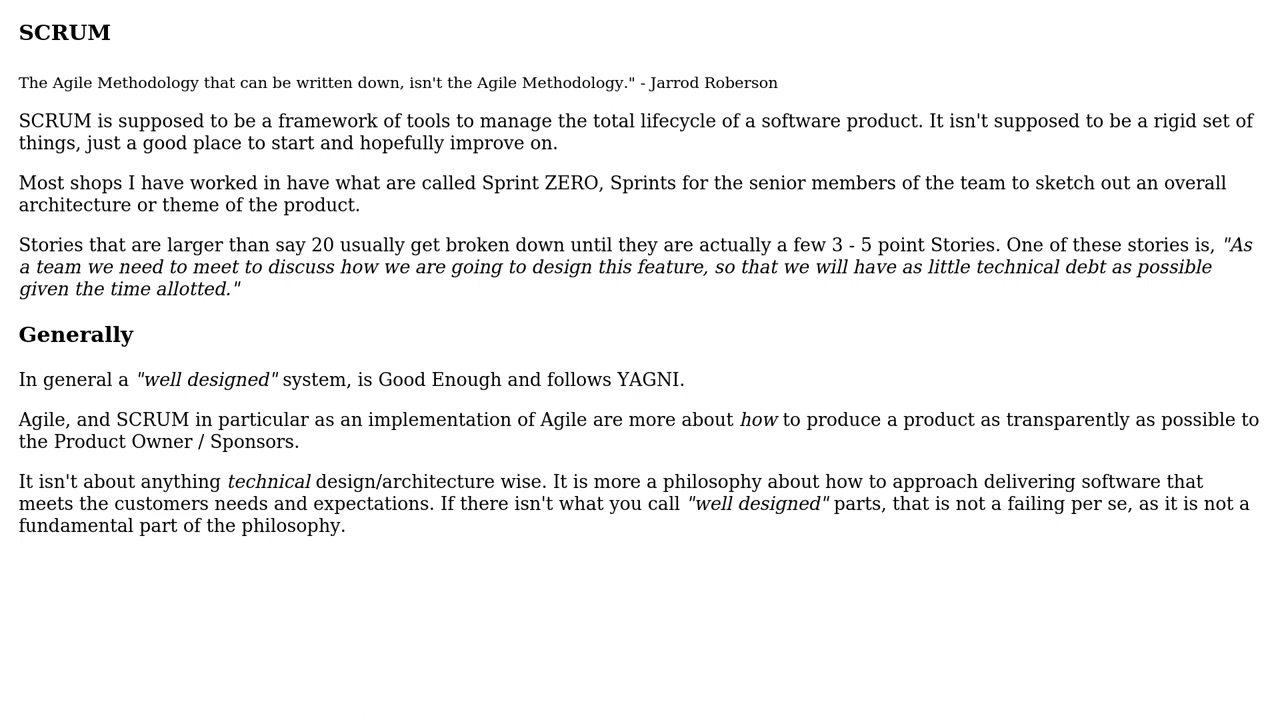 SCRUM
The Agile Methodology that can be written down, isn't the Agile Methodology." - Jarrod Roberson
SCRUM is supposed to be a framework of tools to manage the total lifecycle of a software product. It isn't supposed to be a rigid set of
things, just a good place to start and hopefully improve on.
Most shops I have worked in have what are called Sprint ZERO, Sprints for the senior members of the team to sketch out an overall
architecture or theme of the product.
Stories that are larger than say 20 usually get broken down until they are actually a few 3 - 5 point Stories. One of these stories is, "As
a team we need to meet to discuss how we are going to design this feature, so that we will have as little technical debt as possible
given the time allotted."
Generally
In general a "well designed" system, is Good Enough and follows YAGNI.
Agile, and SCRUM in particular as an implementation of Agile are more about how to produce a product as transparently as possible to
the Product Owner / Sponsors.
It isn't about anything technical design/architecture wise. It is more a philosophy about how to approach delivering software that
meets the customers needs and expectations. If there isn't what you call "well designed" parts, that is not a failing per se, as it is not a
fundamental part of the philosophy.